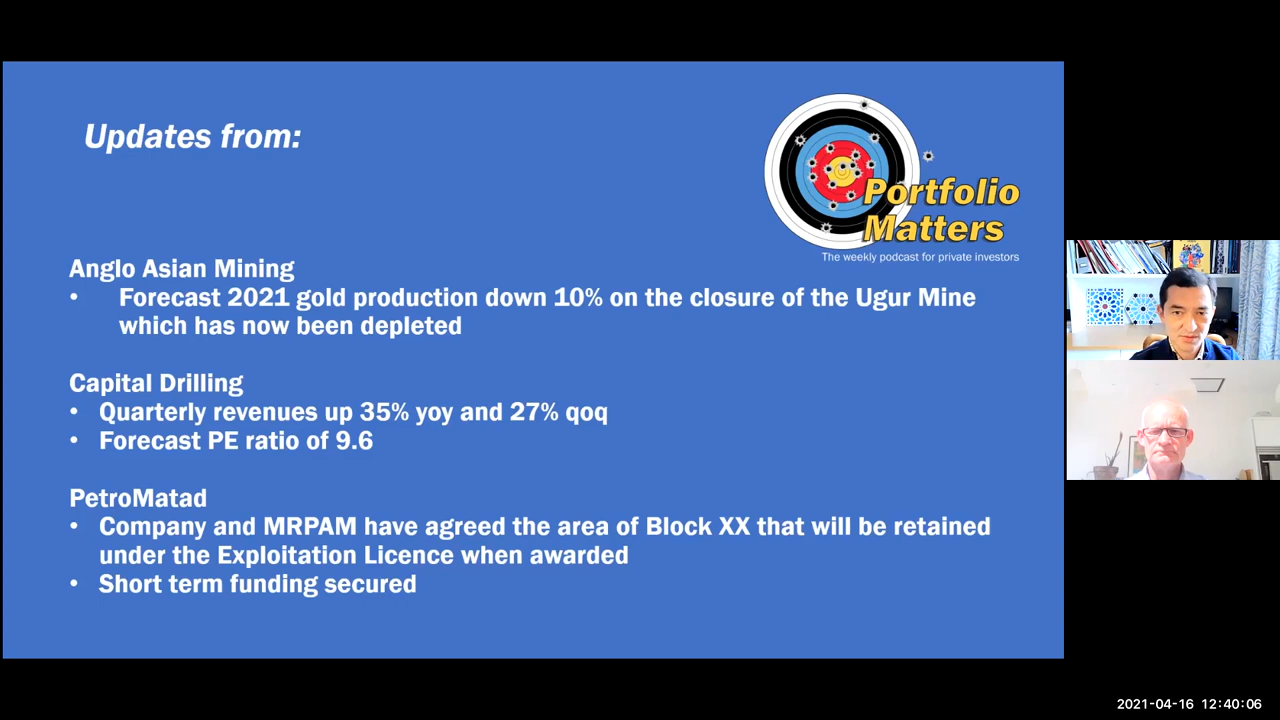 Updates from:
Portfolio
Matters
The weekly podcast for private investors
Anglo Asian Mining
• Forecast 2021 gold production down 10% on the closure of the Ugur Mine
which has now been depleted
Capital Drilling
• Quarterly revenues up 35% yoy and 27% qoq
• Forecast PE ratio of 9.6
PetroMatad
• Company and MRPAM have agreed the area of Block XX that will be retained
under the Exploitation Licence when awarded
• Short term funding secured
2021-04-16 12:40:06